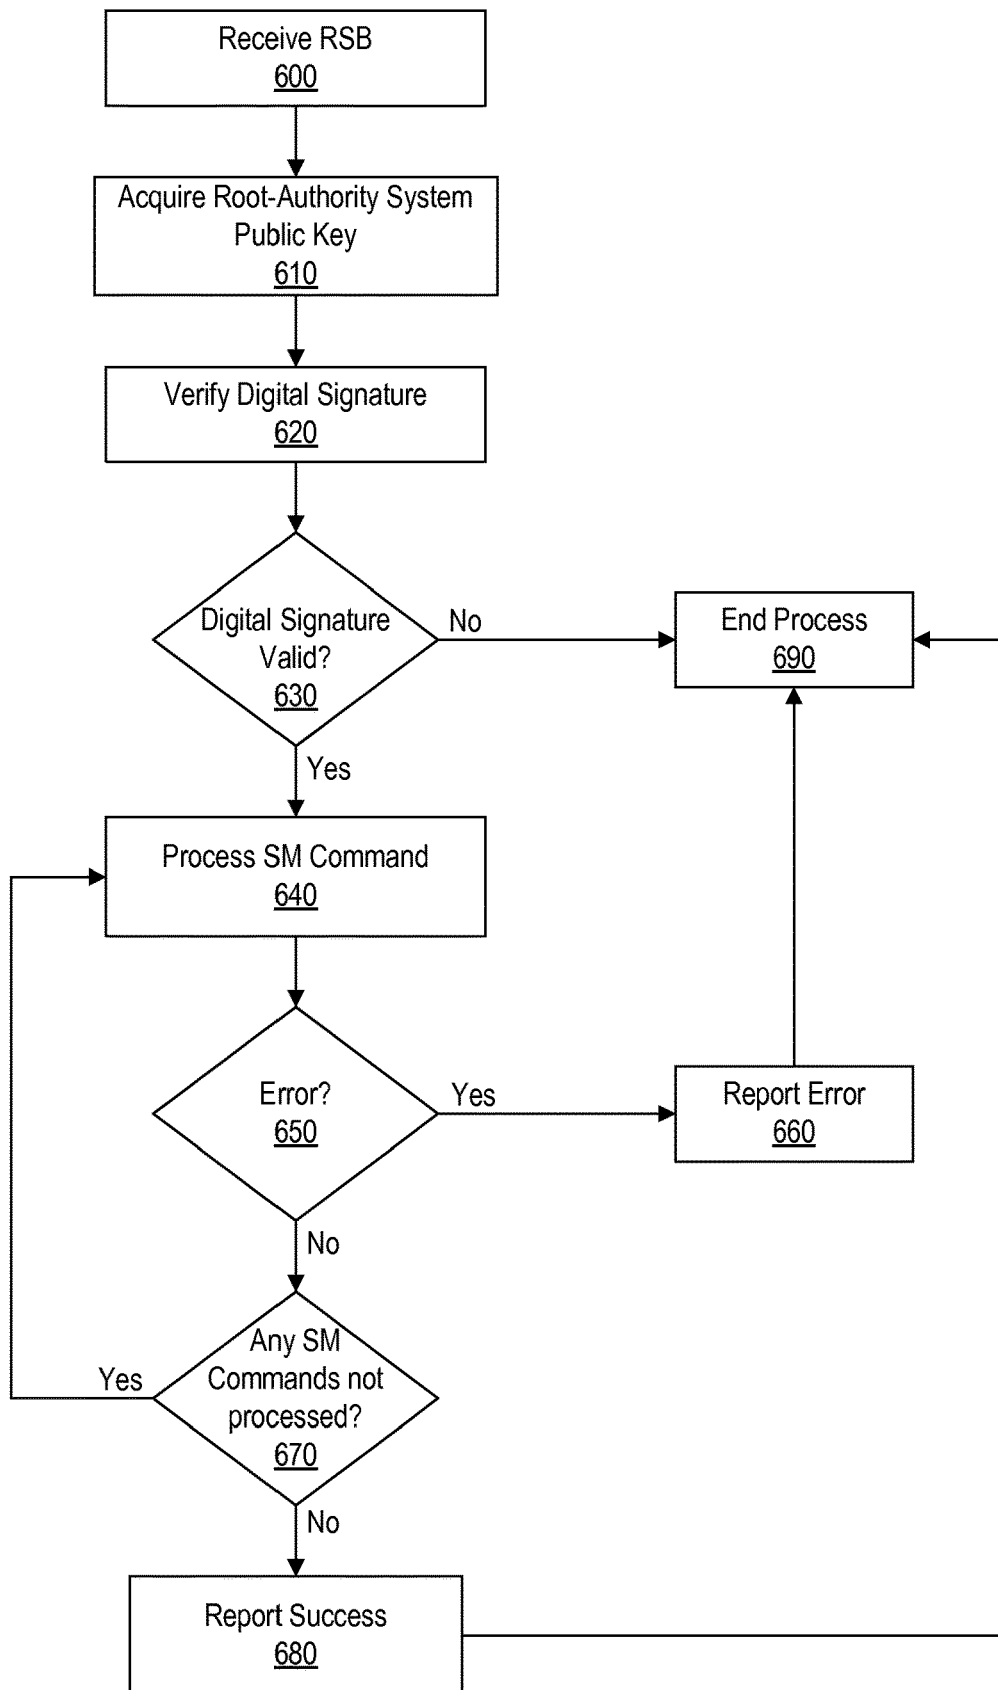 Receive RSB
600
Acquire Root-Authority System
Public Key
610
Verify Digital Signature
620
Digital Signature
Valid?
630
No
End Process
690
Yes
Process SM Command
640
Error?
650
Yes
Report Error
660
No
Any SM
Commands not
processed?
670
Yes
No
Report Success
680